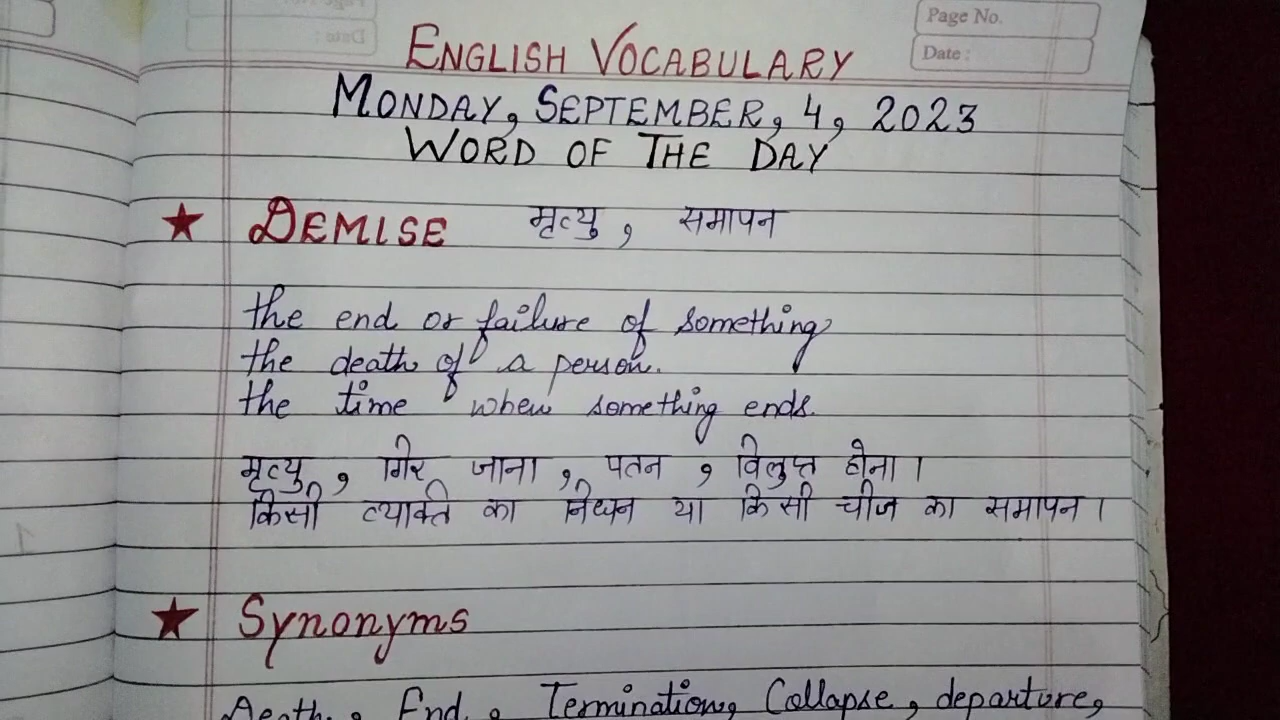 Page No.
Date :
ENGLISH VOCABULARY
MONDAY, SEPTEMBER, 4, 2023
WORD OF THE DAY
★ DEMISE मृत्यु, समापन
the end or failure of something,
the death of a person.
the time when something ends.
मृत्यु, गिर जाना, पतन, विलुप्त होना।
किसी व्यक्ति का निधन या किसी चीज का समापन।
★ Synonyms
Death, End, Termination, Collapse, departure,